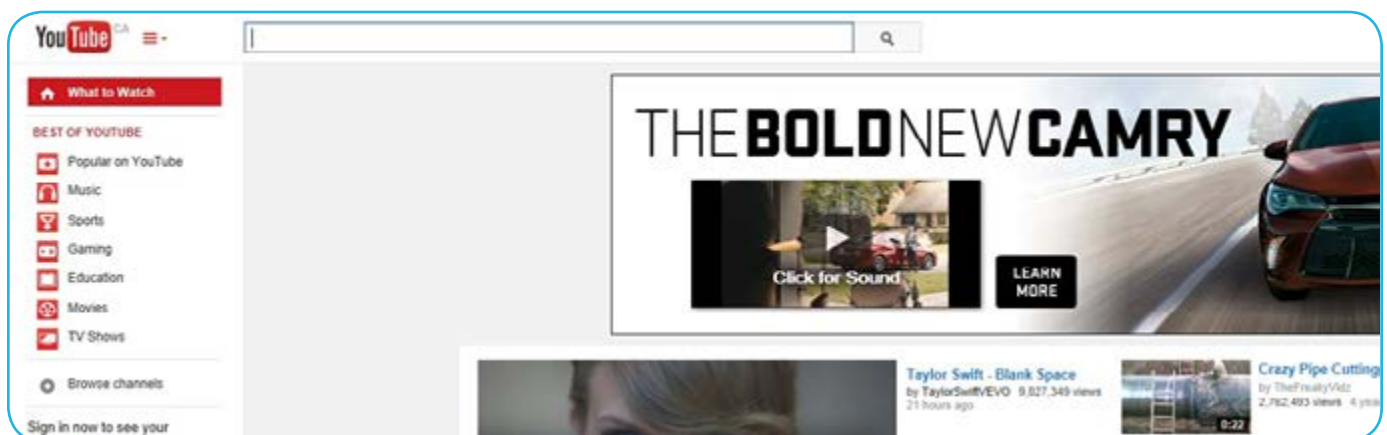 YouTube CA
What to Watch
BEST OF YOUTUBE
Popular on YouTube
Music
Sports
Gaming
Education
Movies
TV Shows
Browse channels
Sign in now to see your
THE BOLD NEW CAMRY
Click for Sound
LEARN
MORE
Taylor Swift - Blank Space
by TaylorSwiftVEVO 9,827,349 views
21 hours ago
Crazy Pipe Cutting
by TheFreakyVidz
2,762,493 views 4
0:22